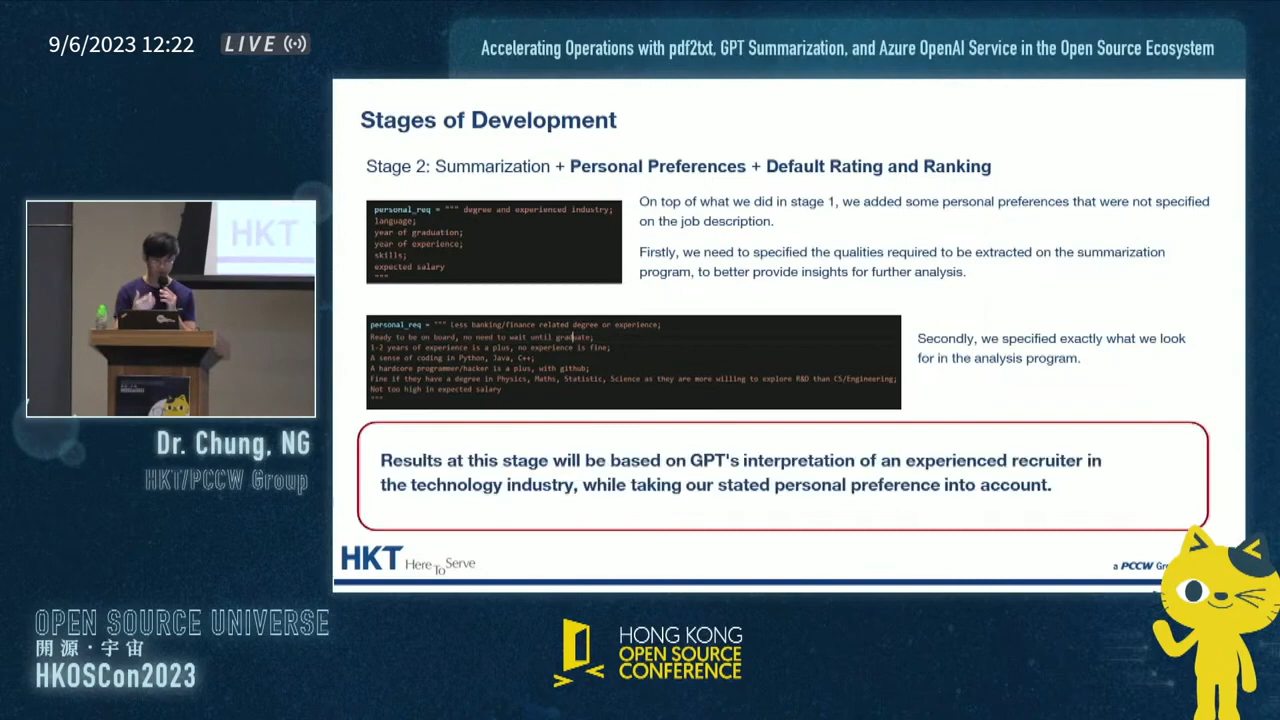 9/6/2023 12:22
LIVE
Accelerating Operations with pdf2txt, GPT Summarization, and Azure OpenAI Service in the Open Source Ecosystem
Stages of Development
Stage 2: Summarization + Personal Preferences + Default Rating and Ranking
personal_req = """ degree and experienced industry;
language;
year of graduation;
year of experience;
skills;
expected salary
"""
On top of what we did in stage 1, we added some personal preferences that were not specified
on the job description.
Firstly, we need to specified the qualities required to be extracted on the summarization
program, to better provide insights for further analysis.
personal_req = """ Less banking/finance related degree or experience;
Ready to be on board, no need to wait until graduate;
1-2 years of experience is a plus, no experience is fine;
A sense of coding in Python, Java, C++;
A hardcore programmer/hacker is a plus, with github;
Fine if they have a degree in Physics, Maths, Statistic, Science as they are more willing to explore R&D than CS/Engineering;
Not too high in expected salary
"""
Secondly, we specified exactly what we look
for in the analysis program.
Results at this stage will be based on GPT's interpretation of an experienced recruiter in
the technology industry, while taking our stated personal preference into account.
HKT Here To Serve
a PCCW Gr
HKT
Dr. Chung, NG
HKT/PCCW Group
OPEN SOURCE UNIVERSE
開源·宇宙
HKOSCon2023
HONG KONG
OPEN SOURCE
CONFERENCE